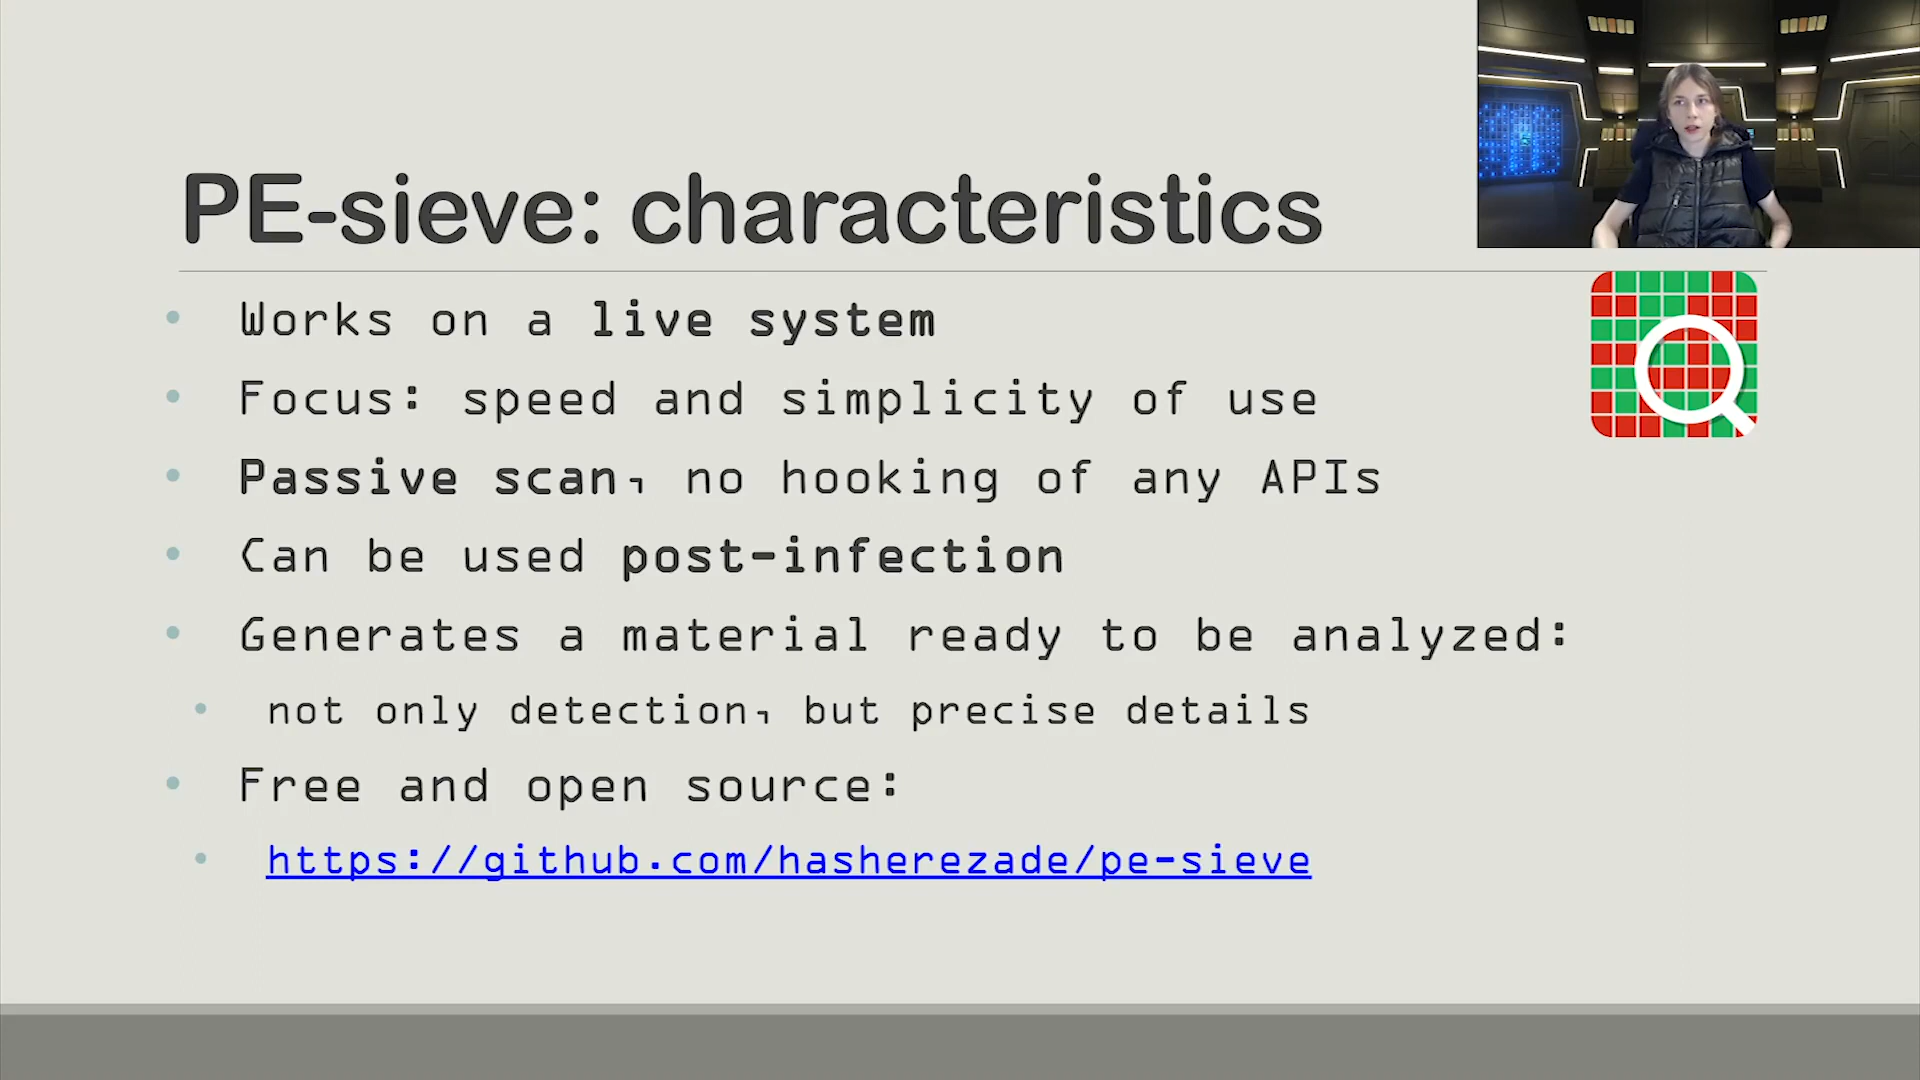 PE-sieve: characteristics
• Works on a live system
• Focus: speed and simplicity of use
• Passive scan, no hooking of any APIs
• Can be used post-infection
• Generates a material ready to be analyzed:
• not only detection, but precise details
• Free and open source:
• https://github.com/hasherezade/pe-sieve